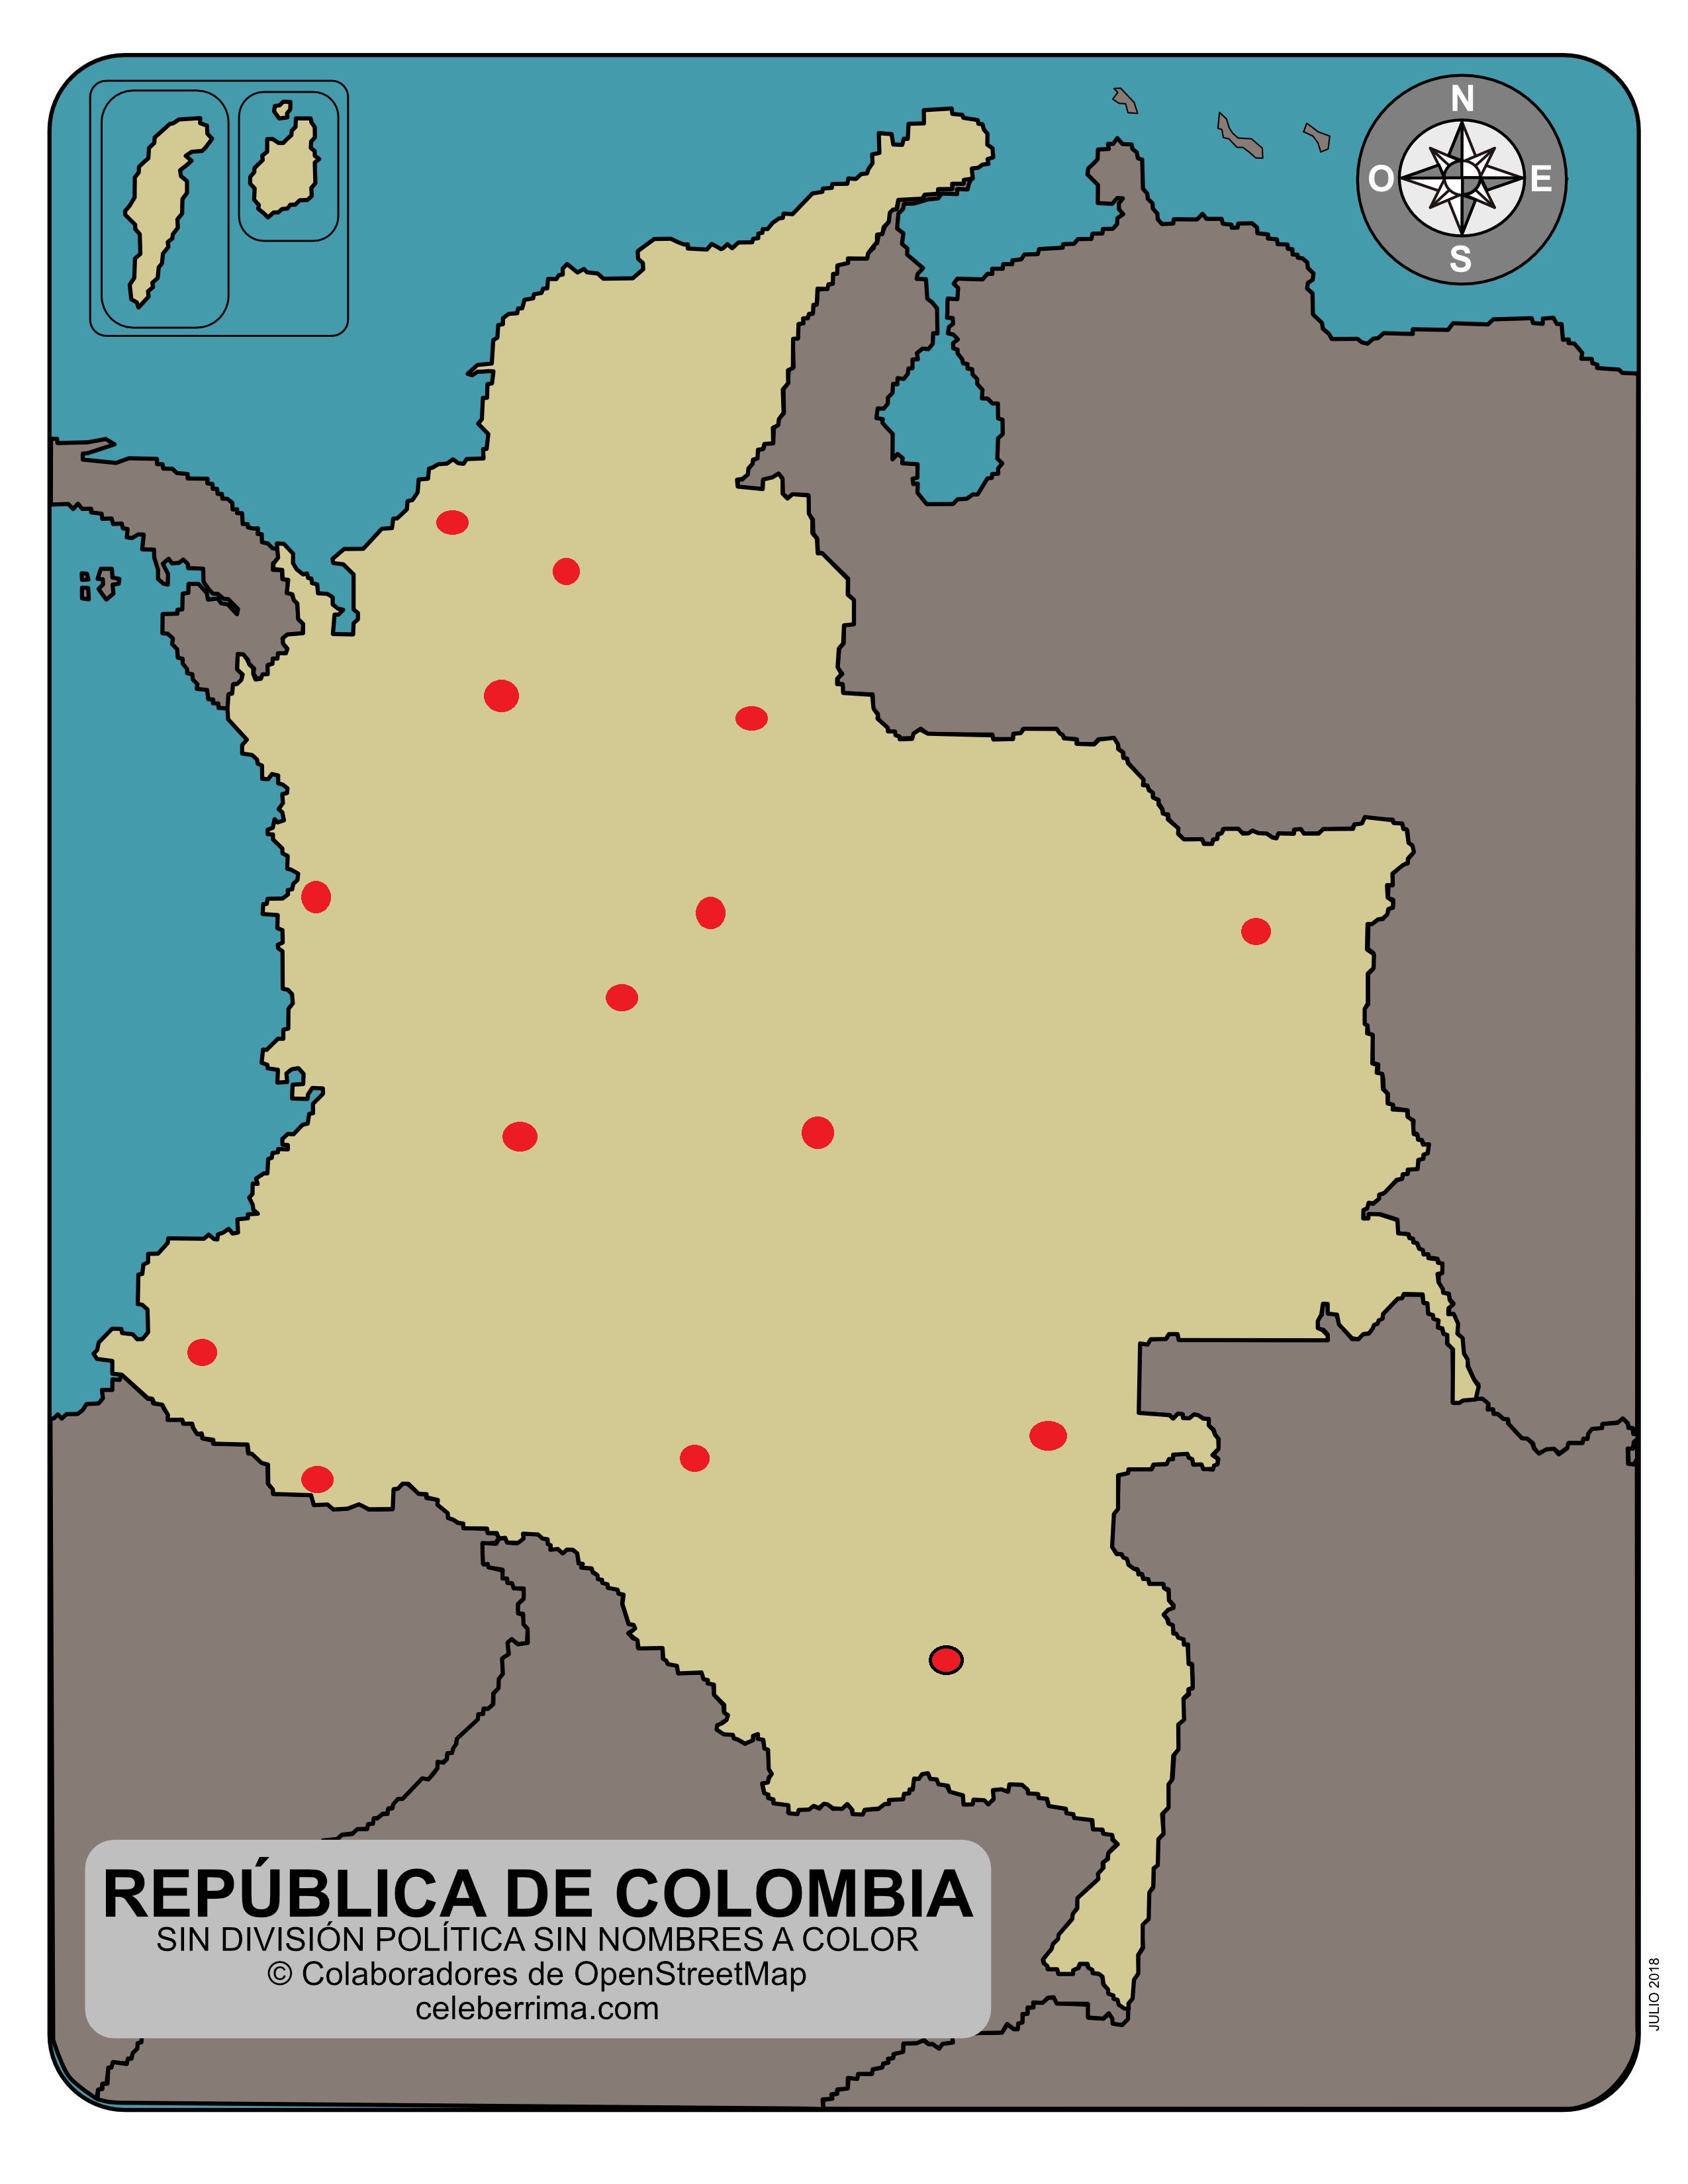 N
O
E
S
REPÚBLICA DE COLOMBIA
SIN DIVISIÓN POLÍTICA SIN NOMBRES A COLOR
© Colaboradores de OpenStreetMap
celeberrima.com
JULIO 2018